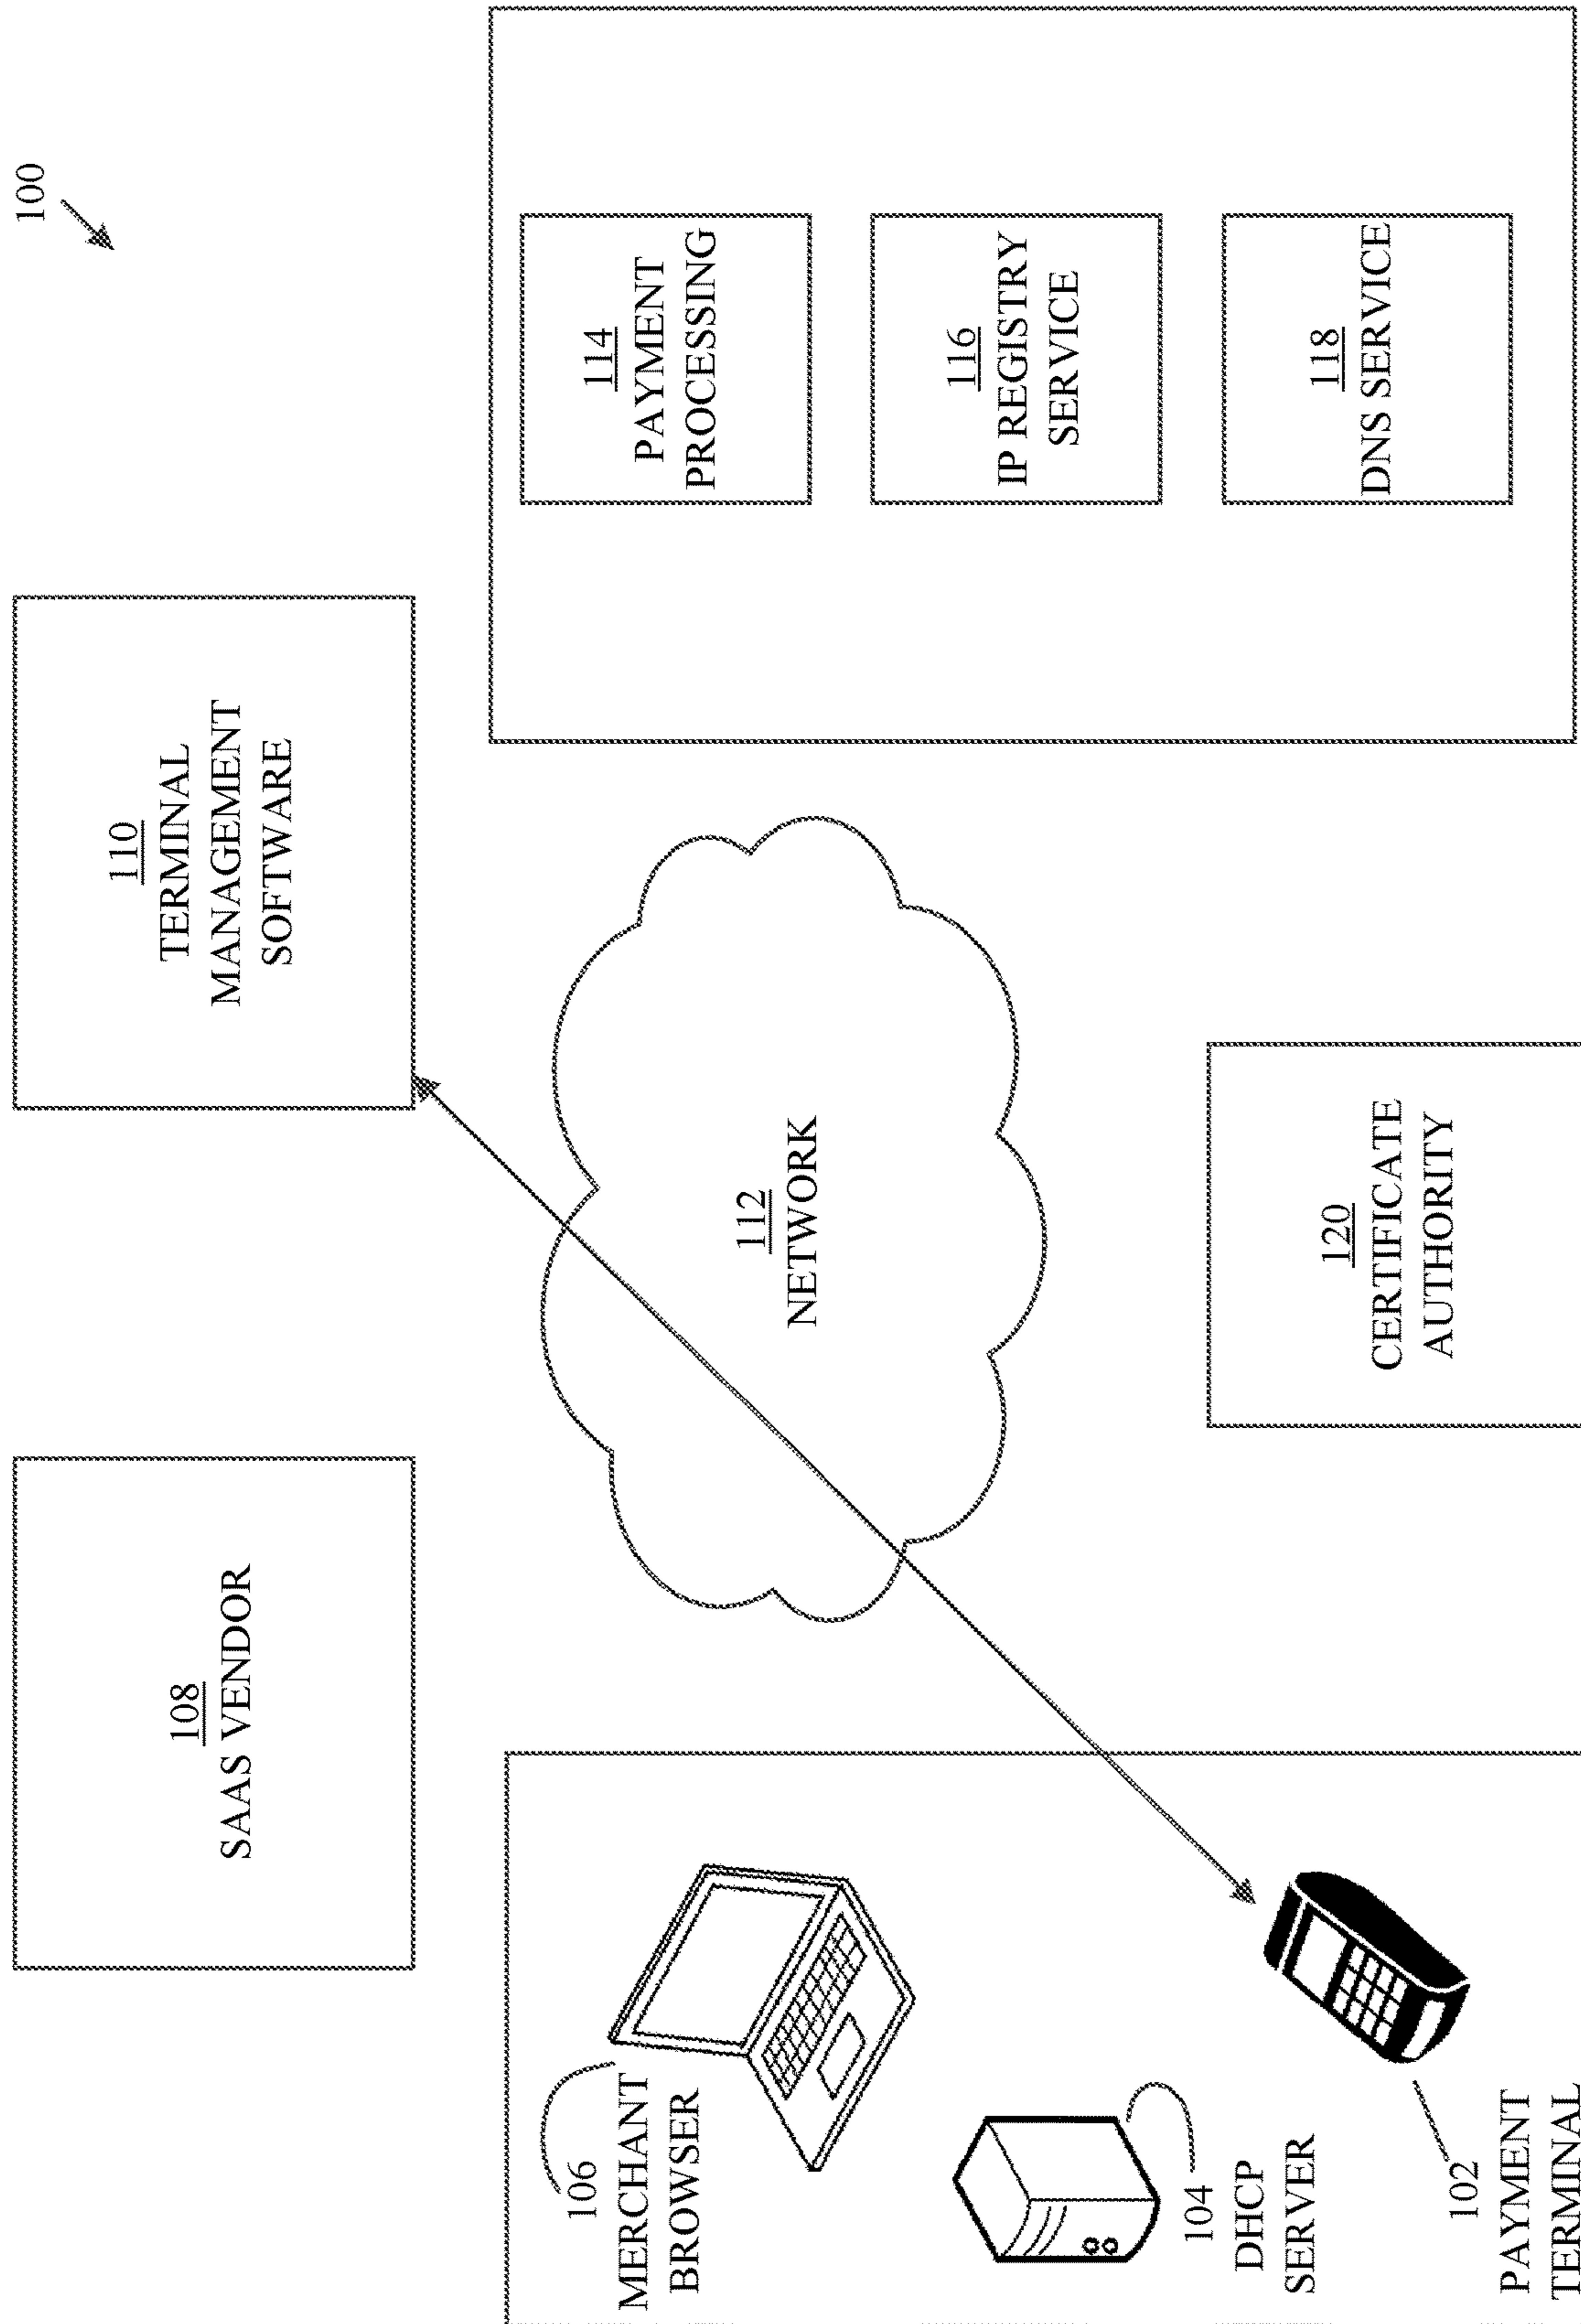 100
108
SAAS VENDOR
110
TERMINAL
MANAGEMENT
SOFTWARE
106
MERCHANT
BROWSER
104
DHCP
SERVER
102
PAYMENT
TERMINAL
112
NETWORK
120
CERTIFICATE
AUTHORITY
114
PAYMENT
PROCESSING
116
IP REGISTRY
SERVICE
118
DNS SERVICE